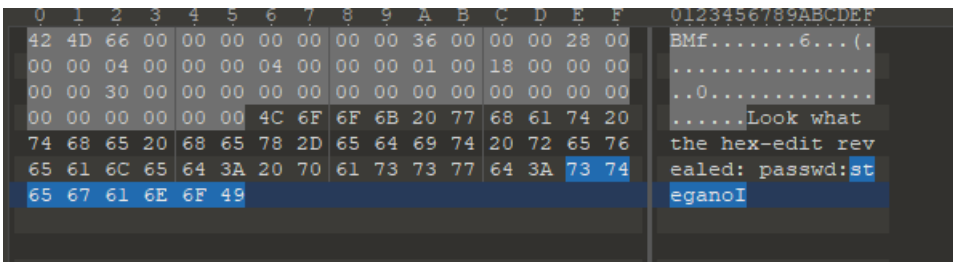 0 1 2 3 4 5 6 7 8 9 A B C D E F 0123456789ABCDEF
42 4D 66 00 00 00 00 00 00 00 36 00 00 00 28 00 BMf.......6...(.
00 00 04 00 00 00 04 00 00 00 01 00 18 00 00 00 ................
00 00 30 00 00 00 00 00 00 00 00 00 00 00 00 00 ..0.............
00 00 00 00 00 00 4C 6F 6F 6B 20 77 68 61 74 20 ......Look what
74 68 65 20 68 65 78 2D 65 64 69 74 20 72 65 76 the hex-edit rev
65 61 6C 65 64 3A 20 70 61 73 73 77 64 3A 73 74 ealed: passwd:st
65 67 61 6E 6F 49 eganoI